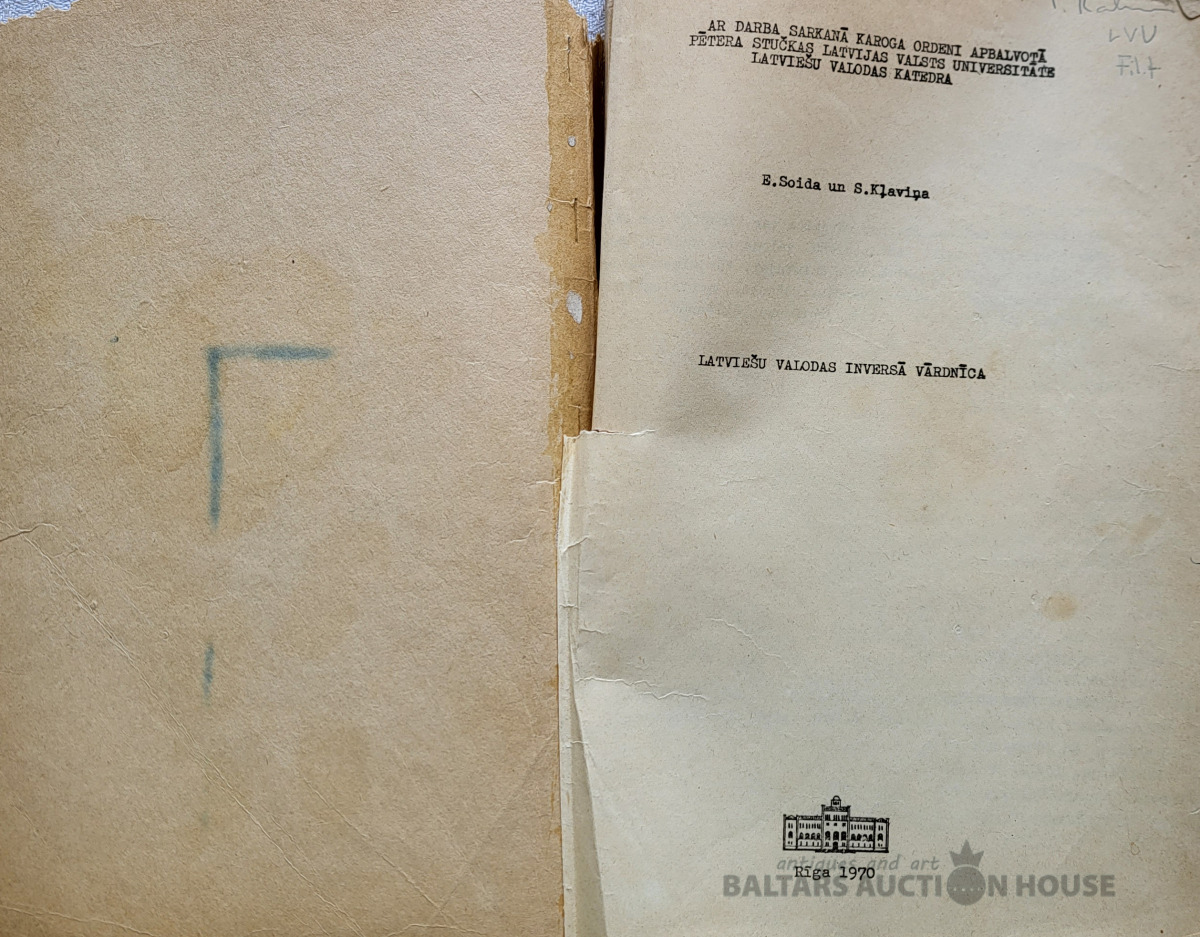 LVU
AR DARBA SARKANĀ KAROGA ORDENI APBALVOTĀ
PĒTERA STUČKAS LATVIJAS VALSTS UNIVERSITĀTE
LATVIEŠU VALODAS KATEDRA
E.Soida un S.Kļaviņa
LATVIEŠU VALODAS INVERSĀ VĀRDNĪCA
antiques and art
Rīga 1970
BALTARS AUCTION HOUSE